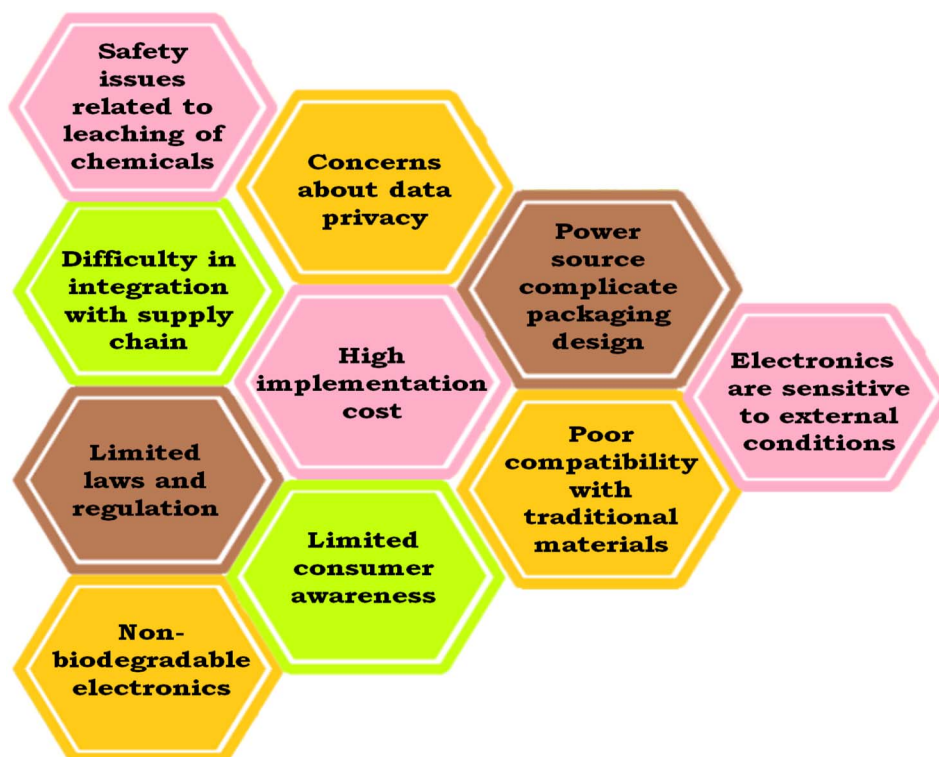 Safety
issues
related to
leaching of
chemicals
Concerns
about data
privacy
Difficulty in
integration
with supply
chain
Power
source
complicate
packaging
design
High
implementation
cost
Electronics
are sensitive
to external
conditions
Limited
laws and
regulation
Poor
compatibility
with
traditional
materials
Limited
consumer
awareness
Non-
biodegradable
electronics